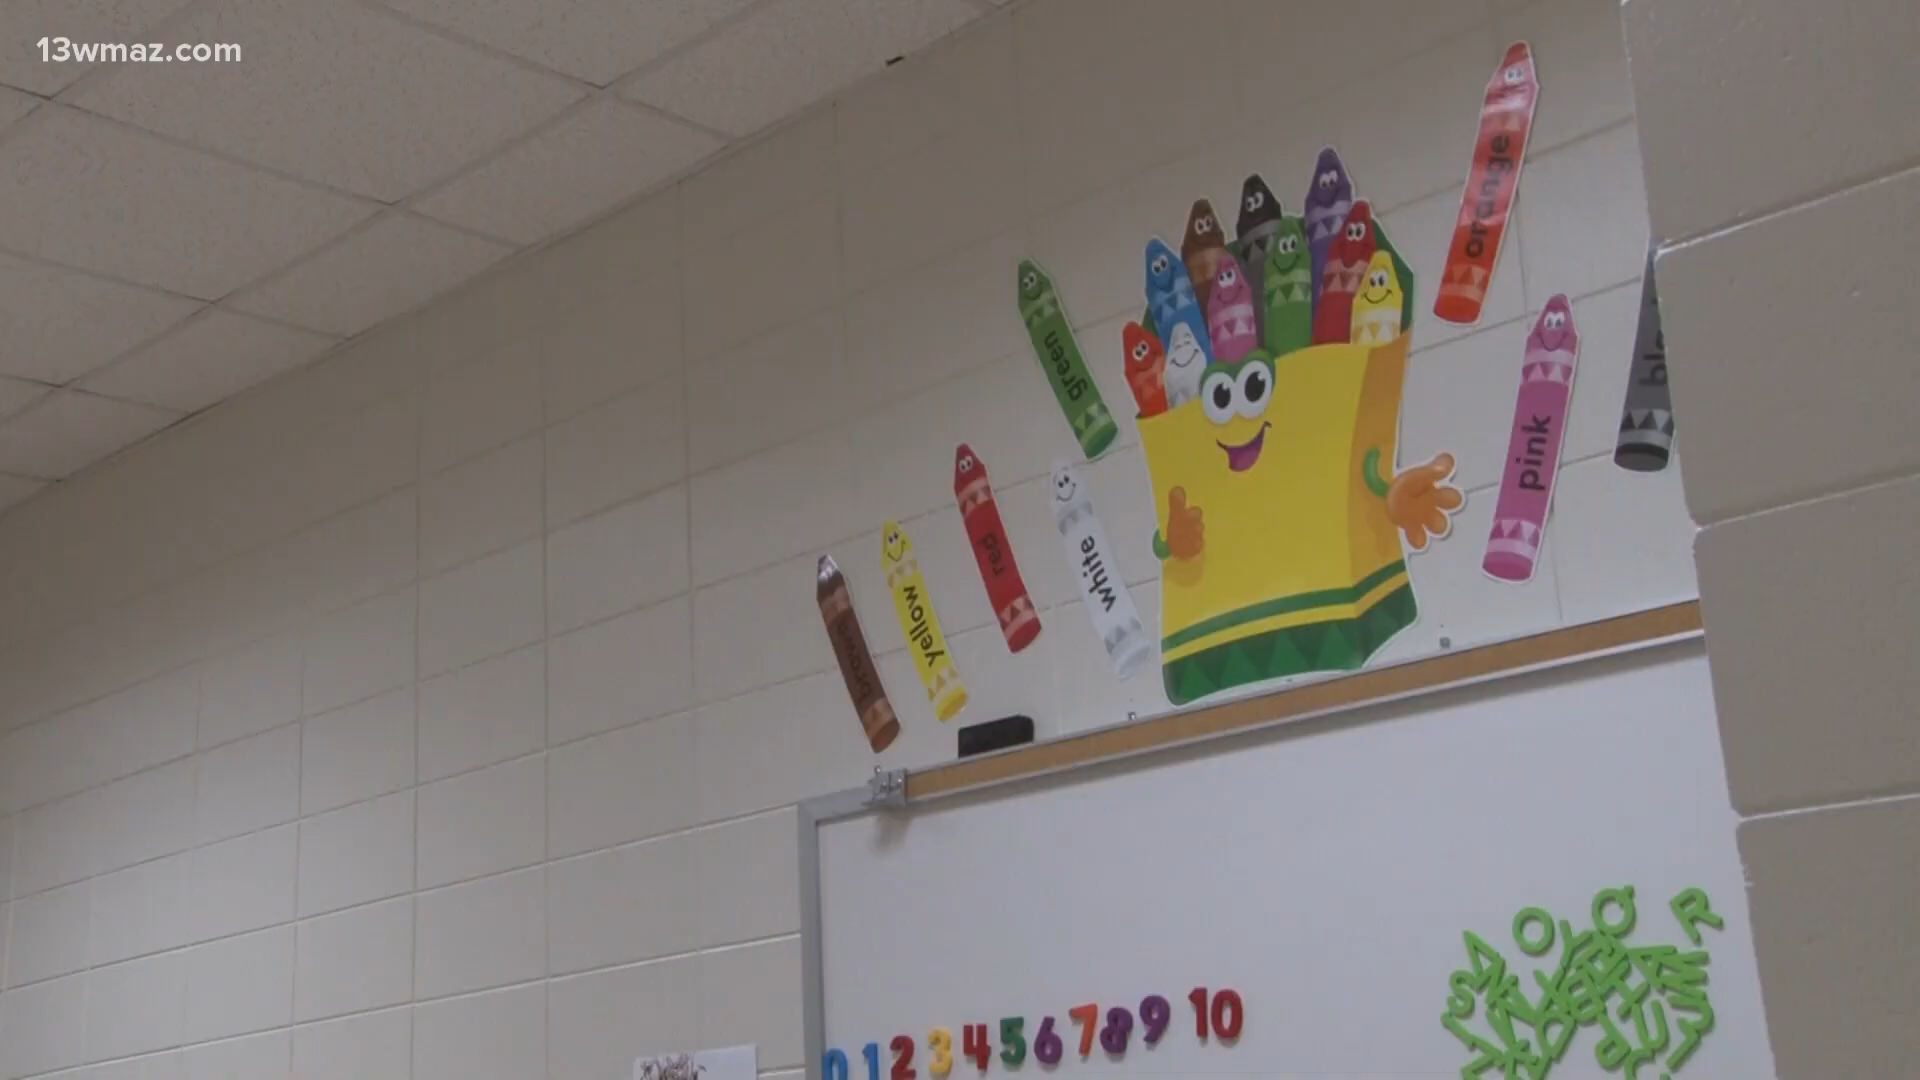 13wmaz.com
orange
green
pink
red
white
yellow
brown
0 1 2 3 4 5 6 7 8 9 10
R